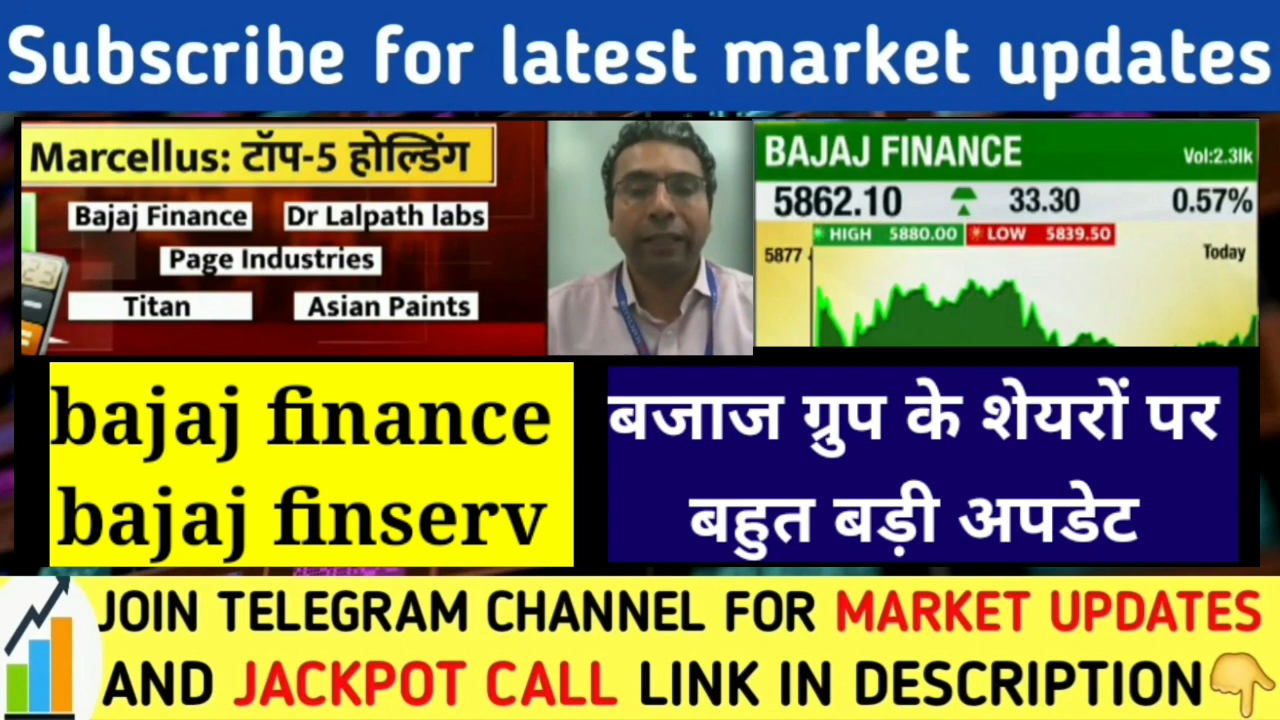 Subscribe for latest market updates
Marcellus: टॉप-5 होल्डिंग
Bajaj Finance
Dr Lalpath labs
Page Industries
Titan
Asian Paints
BAJAJ FINANCE
Vol:2.3lk
5862.10
33.30
0.57%
HIGH 5880.00
LOW 5839.50
5877
Today
23
bajaj finance
bajaj finserv
बजाज ग्रुप के शेयरों पर
बहुत बड़ी अपडेट
JOIN TELEGRAM CHANNEL FOR MARKET UPDATES
AND JACKPOT CALL LINK IN DESCRIPTION👇